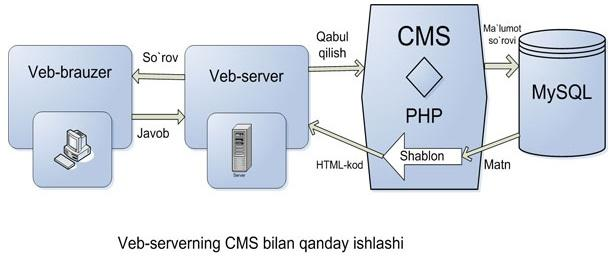 Veb-brauzer
So`rov
Javob
Veb-server
Server
Qabul
qilish
HTML-kod
CMS
PHP
Shablon
Ma`lumot
so`rovi
Matn
MySQL
Veb-serverning CMS bilan qanday ishlashi